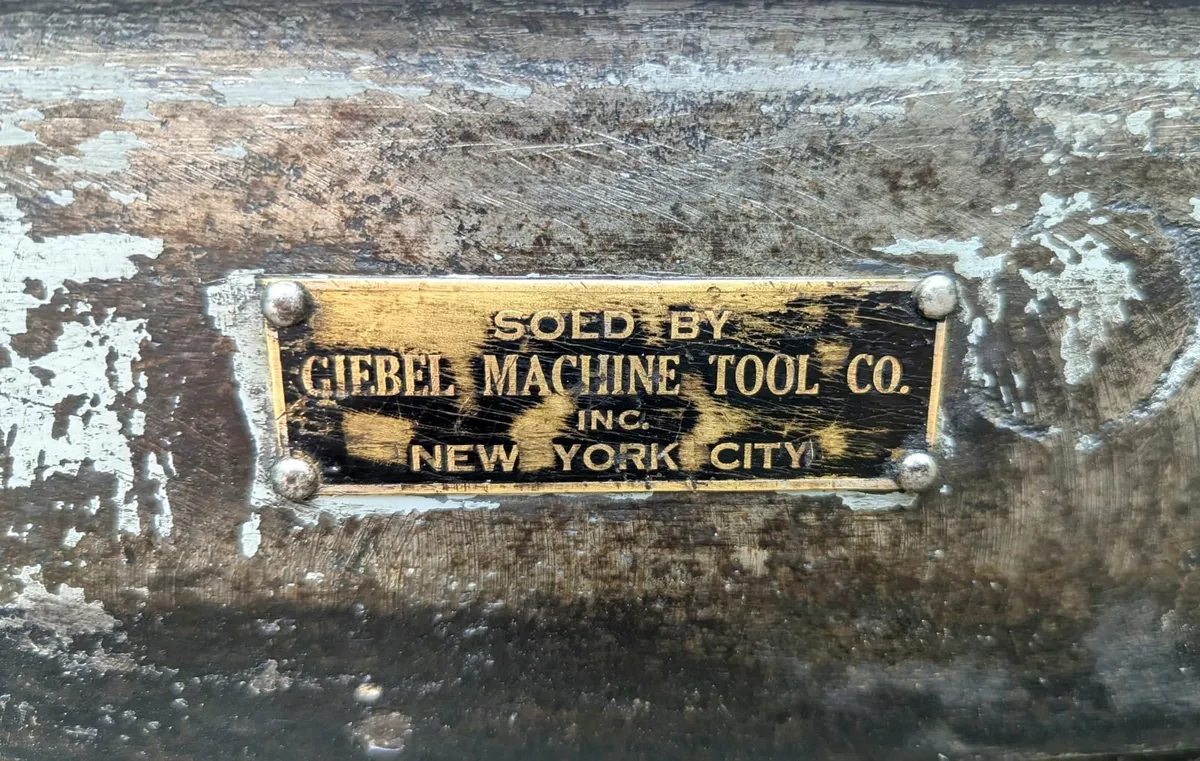 SOLD BY
GIEBEL MACHINE TOOL CO.
INC.
NEW YORK CITY